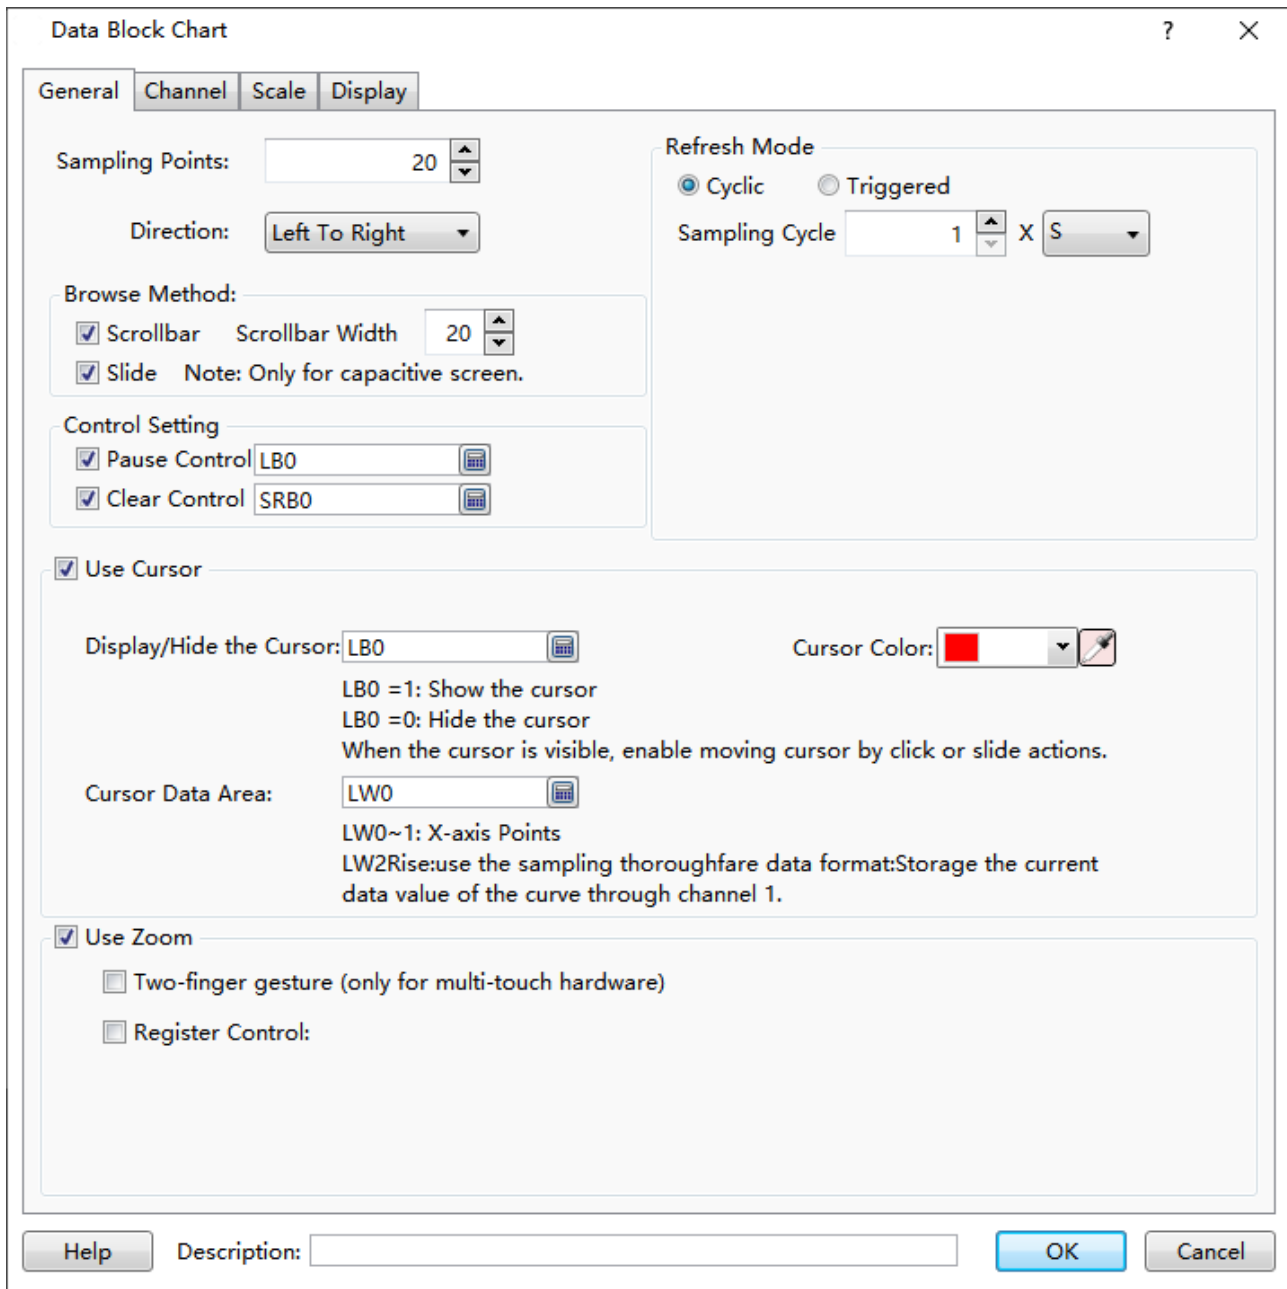 Data Block Chart
?
General Channel Scale Display
Sampling Points: 20
Direction: Left To Right
Refresh Mode
Cyclic Triggered
Sampling Cycle 1 X S
Browse Method:
Scrollbar Scrollbar Width 20
Slide Note: Only for capacitive screen.
Control Setting
Pause Control LB0
Clear Control SRB0
Use Cursor
Display/Hide the Cursor: LB0 Cursor Color:
LB0 =1: Show the cursor
LB0 =0: Hide the cursor
When the cursor is visible, enable moving cursor by click or slide actions.
Cursor Data Area: LW0
LW0~1: X-axis Points
LW2Rise:use the sampling thoroughfare data format:Storage the current
data value of the curve through channel 1.
Use Zoom
Two-finger gesture (only for multi-touch hardware)
Register Control:
Help Description: OK Cancel